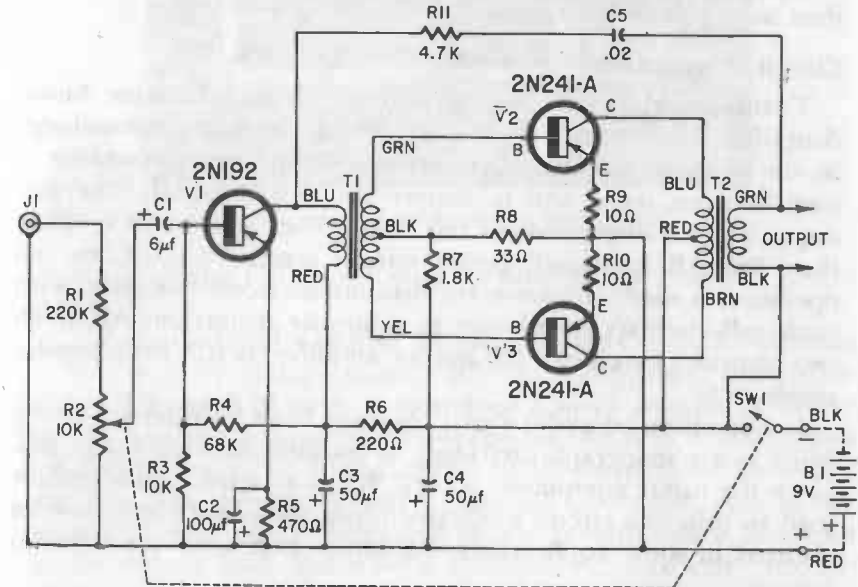 R11
4.7K
C5
.02
2N241-A
V2
C
B
E
GRN
2N192
V1
J1
+
C1
6μf
BLU
T1
BLK
R8
33Ω
R9
10Ω
BLU
T2
GRN
RED
OUTPUT
BLK
R7
1.8K
R10
10Ω
RED
BRN
R1
220K
YEL
B
E
V3
C
2N241-A
SW1
BLK
−
R2
10K
R4
68K
R6
220Ω
B1
9V
R3
10K
C2
100μf
+
R5
470Ω
C3
50μf
+
C4
50μf
+
+
+
RED